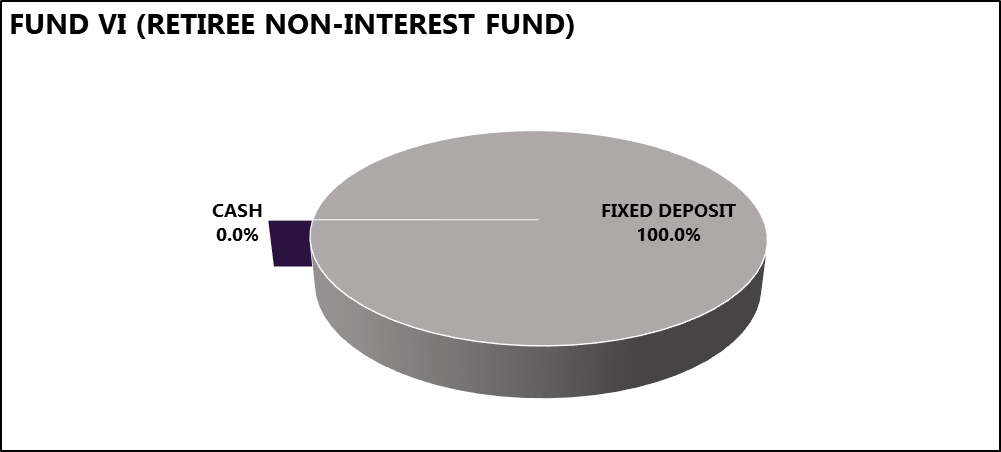 FUND VI (RETIREE NON-INTEREST FUND)
CASH
0.0%
FIXED DEPOSIT
100.0%